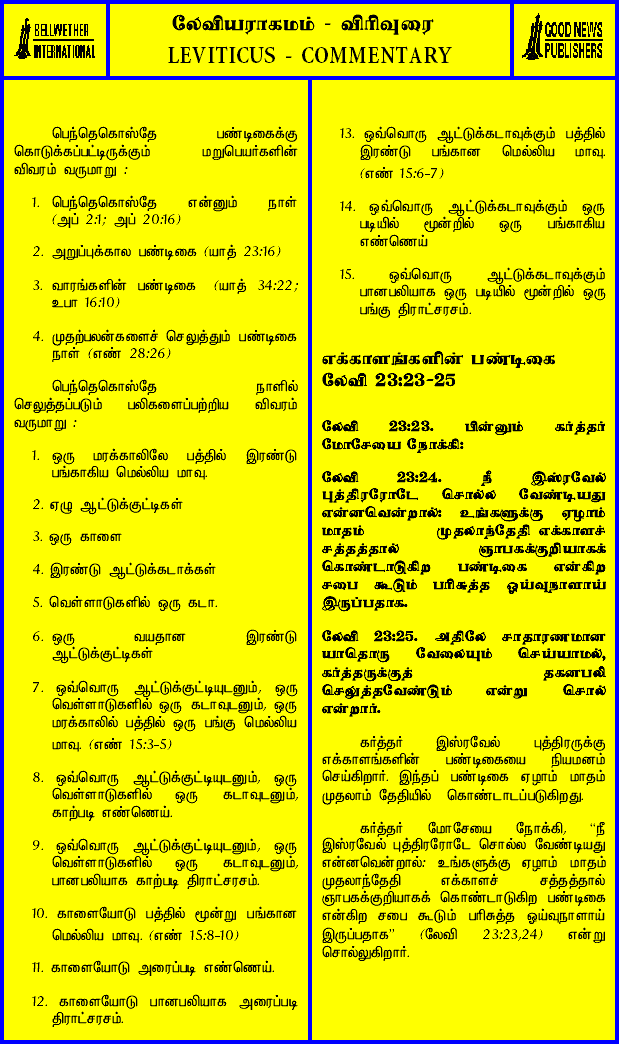 BELLWETHER
INTERNATIONAL
லேவியராகமம் - விரிவுரை
LEVITICUS - COMMENTARY
GOOD NEWS
PUBLISHERS
பெந்தெகொஸ்தே பண்டிகைக்கு
கொடுக்கப்பட்டிருக்கும் மறுபெயர்களின்
விவரம் வருமாறு :
1. பெந்தெகொஸ்தே என்னும் நாள்
(அப் 2:1; அப் 20:16)
2. அறுப்புக்கால பண்டிகை (யாத் 23:16)
3. வாரங்களின் பண்டிகை (யாத் 34:22;
உபா 16:10)
4. முதற்பலன்களைச் செலுத்தும் பண்டிகை
நாள் (எண் 28:26)
பெந்தெகொஸ்தே நாளில்
செலுத்தப்படும் பலிகளைப்பற்றிய விவரம்
வருமாறு :
1. ஒரு மரக்காலிலே பத்தில் இரண்டு
பங்காகிய மெல்லிய மாவு.
2. ஏழு ஆட்டுக்குட்டிகள்
3. ஒரு காளை
4. இரண்டு ஆட்டுக்கடாக்கள்
5. வெள்ளாடுகளில் ஒரு கடா.
6. ஒரு வயதான இரண்டு
ஆட்டுக்குட்டிகள்
7. ஒவ்வொரு ஆட்டுக்குட்டியுடனும், ஒரு
வெள்ளாடுகளில் ஒரு கடாவுடனும், ஒரு
மரக்காலில் பத்தில் ஒரு பங்கு மெல்லிய
மாவு. (எண் 15:3-5)
8. ஒவ்வொரு ஆட்டுக்குட்டியுடனும், ஒரு
வெள்ளாடுகளில் ஒரு கடாவுடனும்,
காற்படி எண்ணெய்.
9. ஒவ்வொரு ஆட்டுக்குட்டியுடனும், ஒரு
வெள்ளாடுகளில் ஒரு கடாவுடனும்,
பானபலியாக காற்படி திராட்சரசம்.
10. காளையோடு பத்தில் மூன்று பங்கான
மெல்லிய மாவு. (எண் 15:8-10)
11. காளையோடு அரைப்படி எண்ணெய்.
12. காளையோடு பானபலியாக அரைப்படி
திராட்சரசம்.
13. ஒவ்வொரு ஆட்டுக்கடாவுக்கும் பத்தில்
இரண்டு பங்கான மெல்லிய மாவு.
(எண் 15:6-7)
14. ஒவ்வொரு ஆட்டுக்கடாவுக்கும் ஒரு
படியில் மூன்றில் ஒரு பங்காகிய
எண்ணெய்
15. ஒவ்வொரு ஆட்டுக்கடாவுக்கும்
பானபலியாக ஒரு படியில் மூன்றில் ஒரு
பங்கு திராட்சரசம்.
எக்காளங்களின் பண்டிகை
லேவி 23:23-25
லேவி 23:23. பின்னும் கர்த்தர்
மோசேயை நோக்கி:
லேவி 23:24. நீ இஸ்ரவேல்
புத்திரரோடே சொல்ல வேண்டியது
என்னவென்றால்: உங்களுக்கு ஏழாம்
மாதம் முதலாந்தேதி எக்காளச்
சத்தத்தால் ஞாபகக்குறியாகக்
கொண்டாடுகிற பண்டிகை என்கிற
சபை கூடும் பரிசுத்த ஓய்வுநாளாய்
இருப்பதாக.
லேவி 23:25. அதிலே சாதாரணமான
யாதொரு வேலையும் செய்யாமல்,
கர்த்தருக்குத் தகனபலி
செலுத்தவேண்டும் என்று சொல்
என்றார்.
கர்த்தர் இஸ்ரவேல் புத்திரருக்கு
எக்காளங்களின் பண்டிகையை நியமனம்
செய்கிறார். இந்தப் பண்டிகை ஏழாம் மாதம்
முதலாம் தேதியில் கொண்டாடப்படுகிறது.
கர்த்தர் மோசேயை நோக்கி, “நீ
இஸ்ரவேல் புத்திரரோடே சொல்ல வேண்டியது
என்னவென்றால்: உங்களுக்கு ஏழாம் மாதம்
முதலாந்தேதி எக்காளச் சத்தத்தால்
ஞாபகக்குறியாகக் கொண்டாடுகிற பண்டிகை
என்கிற சபை கூடும் பரிசுத்த ஓய்வுநாளாய்
இருப்பதாக” (லேவி 23:23,24) என்று
சொல்லுகிறார்.